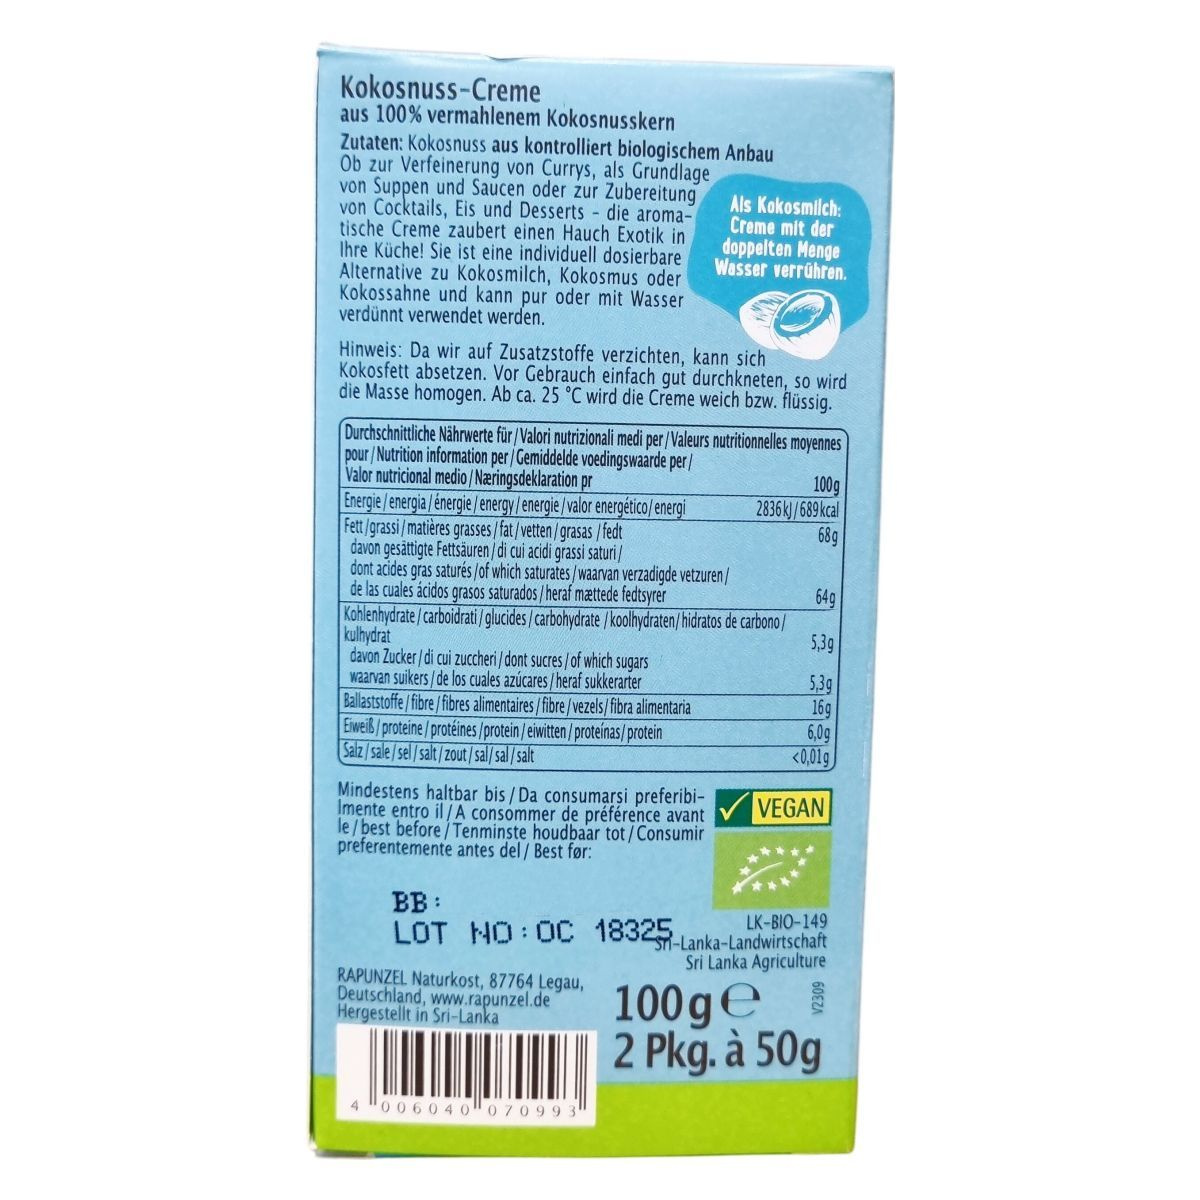 Kokosnuss-Creme
aus 100% vermahlenem Kokosnusskern
Zutaten: Kokosnuss aus kontrolliert biologischem Anbau
Ob zur Verfeinerung von Currys, als Grundlage
von Suppen und Saucen oder zur Zubereitung
von Cocktails, Eis und Desserts - die aroma-
tische Creme zaubert einen Hauch Exotik in
Ihre Küche! Sie ist eine individuell dosierbare
Alternative zu Kokosmilch, Kokosmus oder
Kokossahne und kann pur oder mit Wasser
verdünnt verwendet werden.
Als Kokosmilch:
Creme mit der
doppelten Menge
Wasser verrühren.
Hinweis: Da wir auf Zusatzstoffe verzichten, kann sich
Kokosfett absetzen. Vor Gebrauch einfach gut durchkneten, so wird
die Masse homogen. Ab ca. 25 °C wird die Creme weich bzw. flüssig.
Durchschnittliche Nährwerte für/Valori nutrizionali medi per/Valeurs nutritionnelles moyennes
pour/Nutrition information per/Gemiddelde voedingswaarde per/
Valor nutricional medio/Næringsdeklaration pr 100g
Energie/energia/énergie/energy/energie/valor energético/energi 2836kJ/689kcal
Fett/grassi/matières grasses/fat/vetten/grasas /fedt 68g
davon gesättigte Fettsäuren/di cui acidi grassi saturi/
dont acides gras saturés/of which saturates/waarvan verzadigde vetzuren/
de las cuales ácidos grasos saturados/heraf mættede fedtsyrer 64g
Kohlenhydrate/carboidrati/glucides/carbohydrate /koolhydraten/hidratos de carbono/
kulhydrat 5,3g
davon Zucker/di cui zuccheri/dont sucres/of which sugars
waarvan suikers/de los cuales azúcares/heraf sukkerarter 5,3g
Ballaststoffe/fibre/fibres alimentaires/fibre/vezels/fibra alimentaria 16g
Eiweiß/proteine/protéines/protein/eiwitten/proteínas/protein 6,0g
Salz/sale/sel/salt/zout/sal/sal/salt <0,01g
Mindestens haltbar bis/Da consumarsi preferibi-
lmente entro il/A consommer de préférence avant
le/best before/Tenminste houdbaar tot/Consumir
preferentemente antes del/Best før:
VEGAN
BB:
LOT NO:OC 18325
LK-BIO-149
Sri-Lanka-Landwirtschaft
Sri Lanka Agriculture
RAPUNZEL Naturkost, 87764 Legau,
Deutschland, www.rapunzel.de
Hergestellt in Sri-Lanka
100g ℮
2 Pkg. à 50g
V2309
4 006040 070993